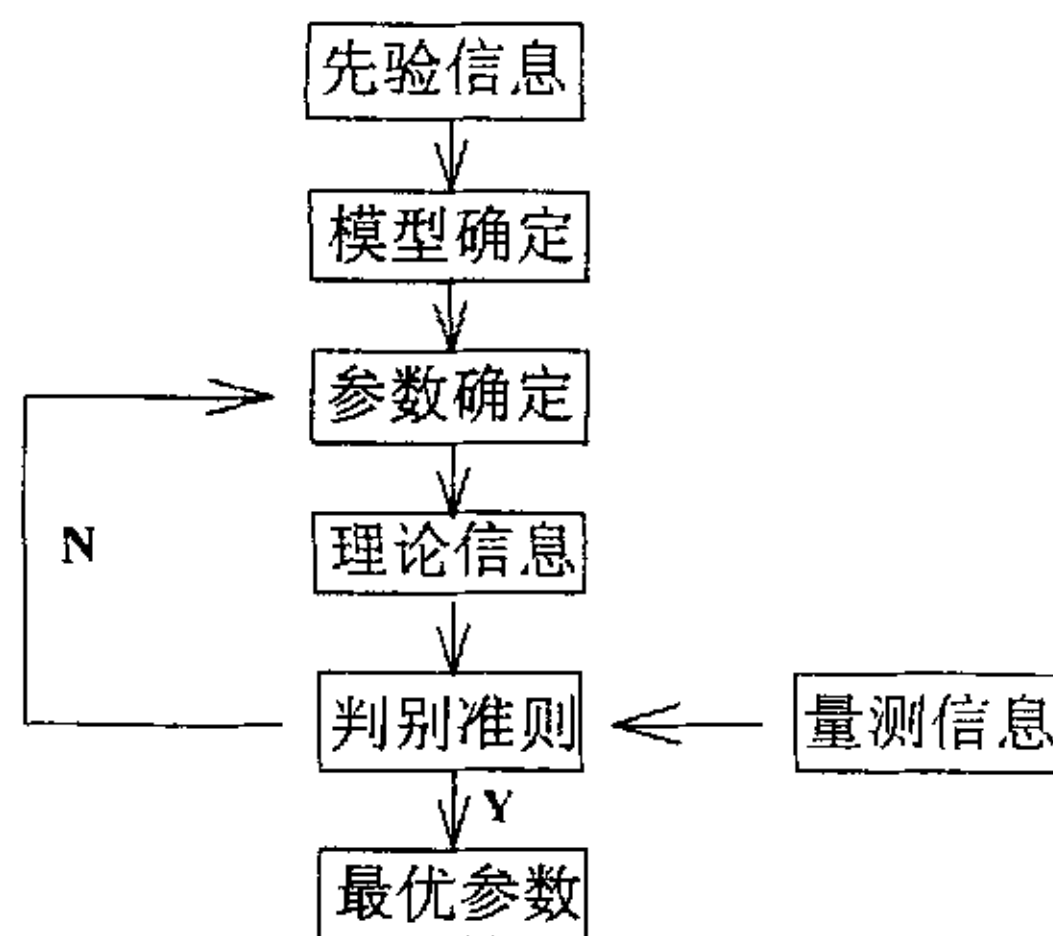 先验信息
模型确定
参数确定
N
理论信息
判别准则
量测信息
Y
最优参数